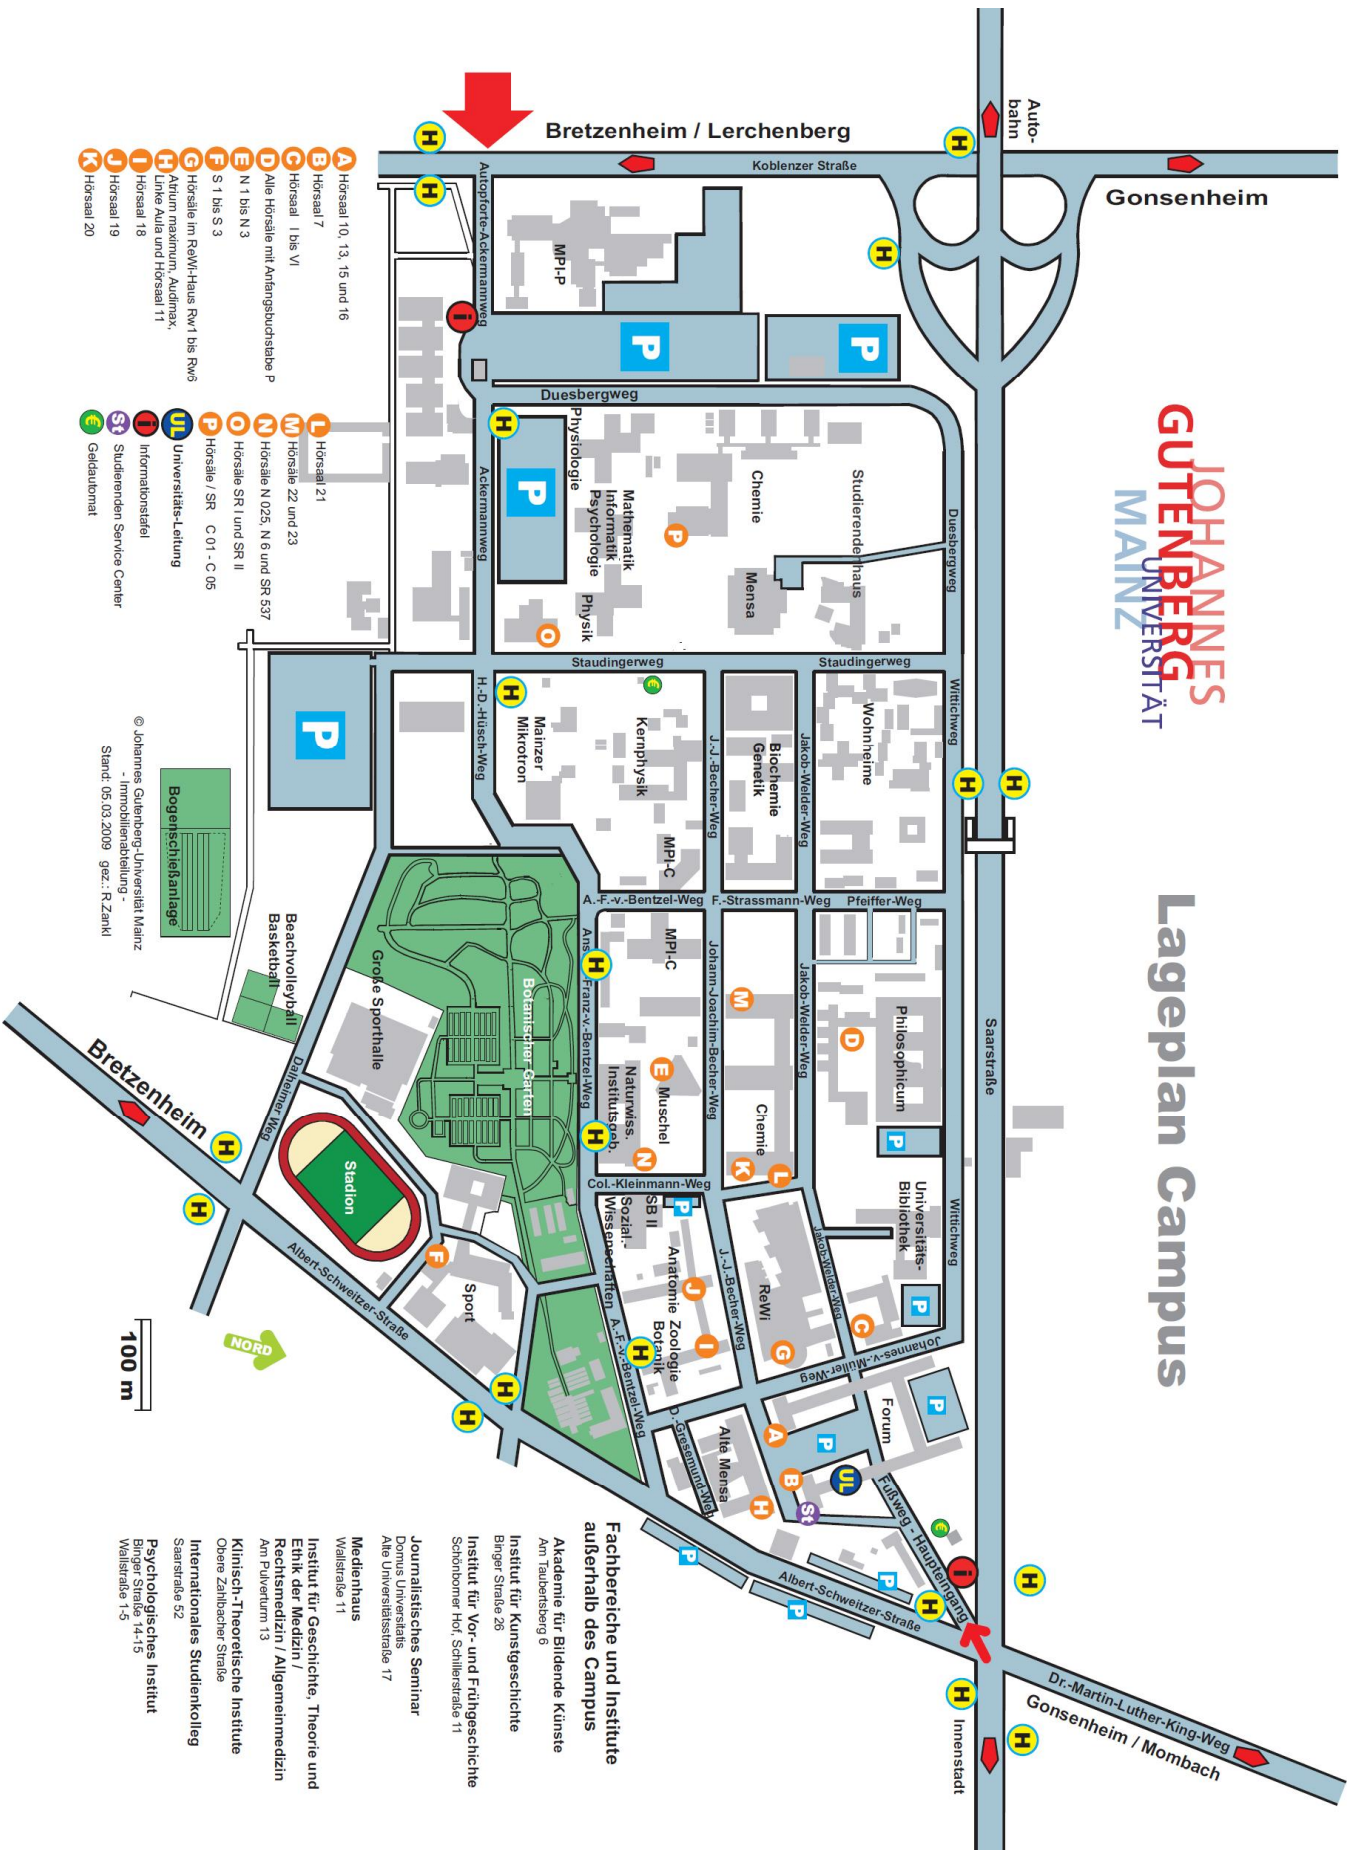 JOHANNES
GUTENBERG
UNIVERSITÄT
MAINZ
Lageplan Campus
Auto-
bahn
Gonsenheim
Bretzenheim / Lerchenberg
Koblenzer Straße
Autopforte-Ackermannweg
MPI-P
P
P
i
H
H
H
H
Duesbergweg
Duesbergweg
H
P
Ackermannweg
Physiologie
Mathematik
Informatik
Psychologie
Physik
O
P
Chemie
Mensa
Studierendenhaus
Staudingerweg
Staudingerweg
Wittichweg
H.-D.-Hüsch-Weg
H
Mainzer
Mikrotron
€
Kernphysik
MPI-C
J.-J.-Becher-Weg
Biochemie
Genetik
Jakob-Welder-Weg
Wohnheime
H
H
P
A.-F.-v.-Bentzel-Weg
F.-Strassmann-Weg
Pfeiffer-Weg
H
MPI-C
Johann-Joachim-Becher-Weg
M
Jakob-Welder-Weg
D
Philosophicum
P
Saarstraße
E
Muschel
Naturwiss.
Institutsgeb.
N
H
Chemie
K
L
Botanischer Garten
Große Sporthalle
Bogenschießanlage
Beachvolleyball
Basketball
Dalheimer Weg
Stadion
Bretzenheim
H
H
Albert-Schweitzer-Straße
F
Sport
H
H
Col.-Kleinmann-Weg
SB II
P
Sozial-
Wissenschaften
Anatomie
Zoologie
Botanik
J
I
H
A.-F.-v.-Bentzel-Weg
J.-J.-Becher-Weg
ReWi
G
Jakob-Welder-Weg
Universitäts-
Bibliothek
P
C
Wittichweg
Johannes-v.-Müller-Weg
D.-Gresemund-Weg
Alte Mensa
H
A
B
P
UL
St
Forum
P
Fußweg - Haupteingang
€
i
H
H
P
P
P
Albert-Schweitzer-Straße
H
Innenstadt
H
Dr.-Martin-Luther-King-Weg
Gonsenheim / Mombach
A Hörsaal 10, 13, 15 und 16
B Hörsaal 7
C Hörsaal I bis VI
D Alle Hörsäle mit Anfangsbuchstabe P
E N 1 bis N 3
F S 1 bis S 3
G Hörsäle im ReWi-Haus Rw1 bis Rw6
H Atrium maximum, Audimax,
Linke Aula und Hörsaal 11
I Hörsaal 18
J Hörsaal 19
K Hörsaal 20
L Hörsaal 21
M Hörsäle 22 und 23
N Hörsäle N 025, N 6 und SR 537
O Hörsäle SR I und SR II
P Hörsäle / SR C 01 - C 05
UL Universitäts-Leitung
i Informationstafel
St Studierenden Service Center
€ Geldautomat
© Johannes Gutenberg-Universität Mainz
- Immobilienabteilung -
Stand: 05.03.2009 gez.: R.Zankl
NORD
100 m
Fachbereiche und Institute
außerhalb des Campus
Akademie für Bildende Künste
Am Taubertsberg 6
Institut für Kunstgeschichte
Binger Straße 26
Institut für Vor- und Frühgeschichte
Schönborner Hof, Schillerstraße 11
Journalistisches Seminar
Domus Universitatis
Alte Universitätsstraße 17
Medienhaus
Wallstraße 11
Institut für Geschichte, Theorie und
Ethik der Medizin /
Rechtsmedizin / Allgemeinmedizin
Am Pulverturm 13
Klinisch-Theoretische Institute
Obere Zahlbacher Straße
Internationales Studienkolleg
Saarstraße 52
Psychologisches Institut
Binger Straße 14-15
Wallstraße 1-5